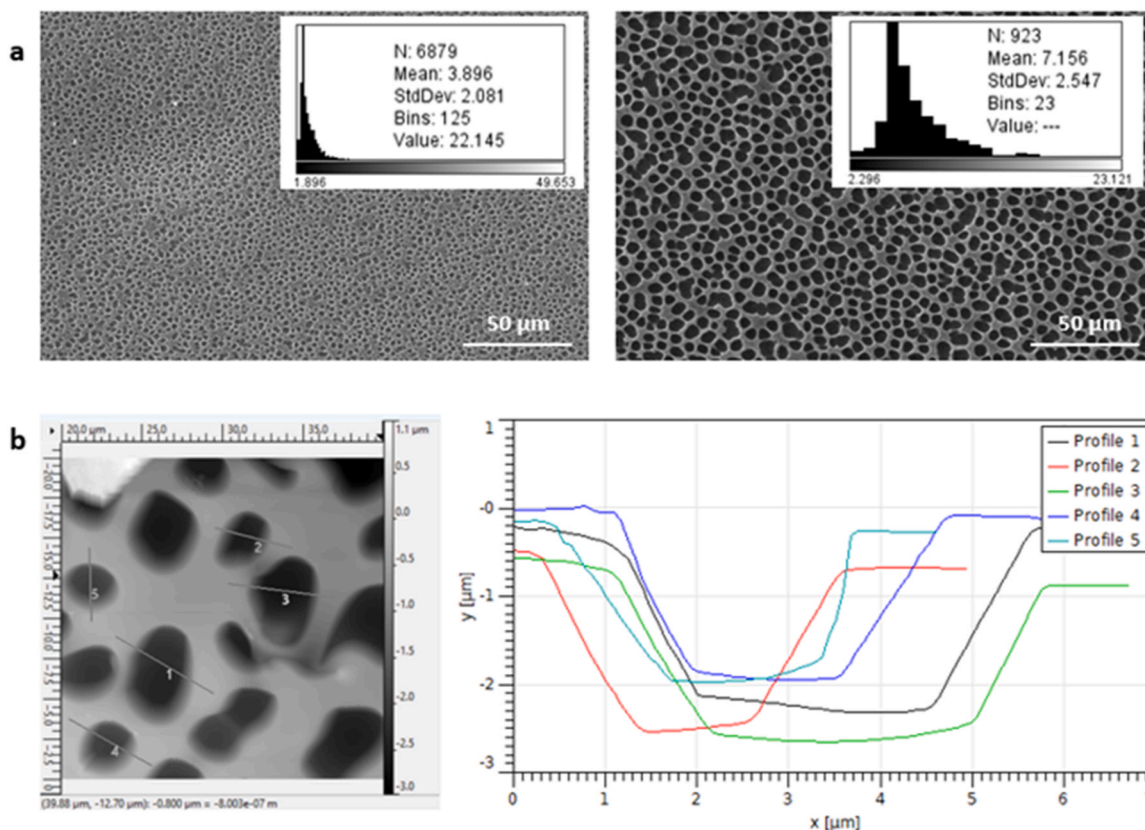 a
N: 6879
Mean: 3.896
StdDev: 2.081
Bins: 125
Value: 22.145
1.896 49.653
50 µm
N: 923
Mean: 7.156
StdDev: 2.547
Bins: 23
Value: ---
2.296 23.121
50 µm
b
20,0 µm 25,0 30,0 35,0
1.1 µm
0.5
0.0
-0.5
-1.0
-1.5
-2.0
-2.5
-3.0
2
3
5
1
4
(39.88 µm, -12.70 µm): -0.800 µm = -8.003e-07 m
Profile 1
Profile 2
Profile 3
Profile 4
Profile 5
1
-0
-1
-2
-3
y [µm]
0 1 2 3 4 5 6
x [µm]